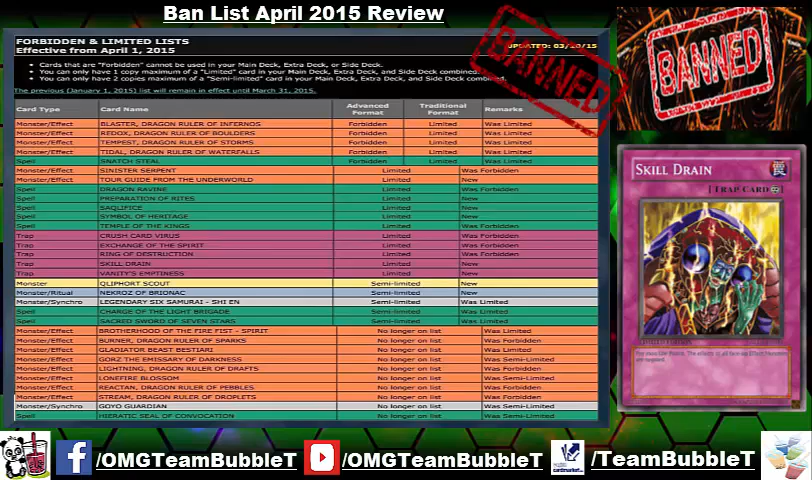 Ban List April 2015 Review
FORBIDDEN & LIMITED LISTS
Effective from April 1, 2015
UPDATED: 03/20/15
• Cards that are "Forbidden" cannot be used in your Main Deck, Extra Deck, or Side Deck.
• You can only have 1 copy maximum of a "Limited" card in your Main Deck, Extra Deck, and Side Deck combined.
• You can only have 2 copies maximum of a "Semi-limited" card in your Main Deck, Extra Deck, and Side Deck combined.
The previous (January 1, 2015) list will remain in effect until March 31, 2015.
BANNED
Card Type Card Name Advanced Format Traditional Format Remarks
Monster/Effect BLASTER, DRAGON RULER OF INFERNOS Forbidden Limited Was Limited
Monster/Effect REDOX, DRAGON RULER OF BOULDERS Forbidden Limited Was Limited
Monster/Effect TEMPEST, DRAGON RULER OF STORMS Forbidden Limited Was Limited
Monster/Effect TIDAL, DRAGON RULER OF WATERFALLS Forbidden Limited Was Limited
Spell SNATCH STEAL Forbidden Limited Was Limited
Monster/Effect SINISTER SERPENT Limited Was Forbidden
Monster/Effect TOUR GUIDE FROM THE UNDERWORLD Limited New
Spell DRAGON RAVINE Limited Was Forbidden
Spell PREPARATION OF RITES Limited New
Spell SAQLIFICE Limited New
Spell SYMBOL OF HERITAGE Limited New
Spell TEMPLE OF THE KINGS Limited Was Forbidden
Trap CRUSH CARD VIRUS Limited Was Forbidden
Trap EXCHANGE OF THE SPIRIT Limited Was Forbidden
Trap RING OF DESTRUCTION Limited Was Forbidden
Trap SKILL DRAIN Limited New
Trap VANITY'S EMPTINESS Limited New
Monster QLIPHORT SCOUT Semi-limited New
Monster/Ritual NEKROZ OF BRIONAC Semi-limited New
Monster/Synchro LEGENDARY SIX SAMURAI - SHI EN Semi-limited Was Limited
Spell CHARGE OF THE LIGHT BRIGADE Semi-limited Was Limited
Spell SACRED SWORD OF SEVEN STARS Semi-limited Was Limited
Monster/Effect BROTHERHOOD OF THE FIRE FIST - SPIRIT No longer on list Was Limited
Monster/Effect BURNER, DRAGON RULER OF SPARKS No longer on list Was Forbidden
Monster/Effect GLADIATOR BEAST BESTIARI No longer on list Was Limited
Monster/Effect GORZ THE EMISSARY OF DARKNESS No longer on list Was Semi-Limited
Monster/Effect LIGHTNING, DRAGON RULER OF DRAFTS No longer on list Was Forbidden
Monster/Effect LONEFIRE BLOSSOM No longer on list Was Semi-Limited
Monster/Effect REACTAN, DRAGON RULER OF PEBBLES No longer on list Was Forbidden
Monster/Effect STREAM, DRAGON RULER OF DROPLETS No longer on list Was Forbidden
Monster/Synchro GOYO GUARDIAN No longer on list Was Semi-Limited
Spell HIERATIC SEAL OF CONVOCATION No longer on list Was Semi-Limited
BANNED
SKILL DRAIN
[TRAP CARD]
LIMITED EDITION
/OMGTeamBubbleT /OMGTeamBubbleT /TeamBubbleT